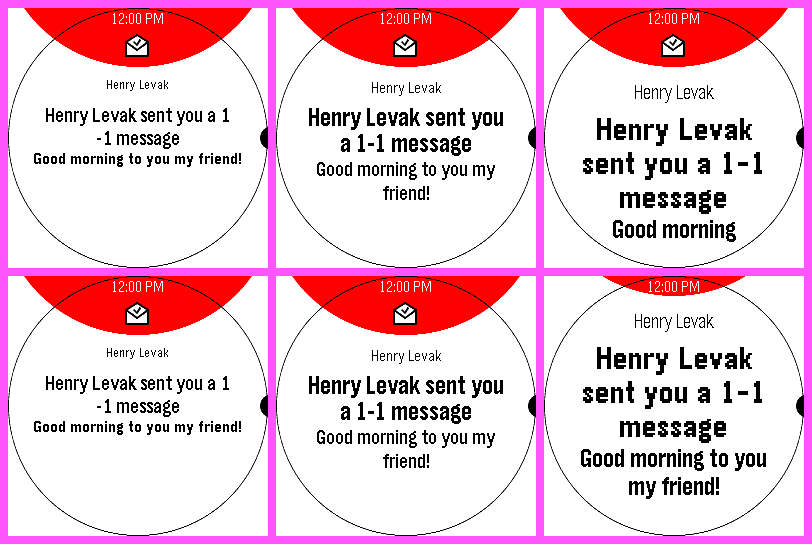 12:00 PM
Henry Levak
Henry Levak sent you a 1
-1 message
Good morning to you my friend!
12:00 PM
Henry Levak
Henry Levak sent you
a 1-1 message
Good morning to you my
friend!
12:00 PM
Henry Levak
Henry Levak
sent you a 1-1
message
Good morning
12:00 PM
Henry Levak
Henry Levak sent you a 1
-1 message
Good morning to you my friend!
12:00 PM
Henry Levak
Henry Levak sent you
a 1-1 message
Good morning to you my
friend!
12:00 PM
Henry Levak
Henry Levak
sent you a 1-1
message
Good morning to you
my friend!